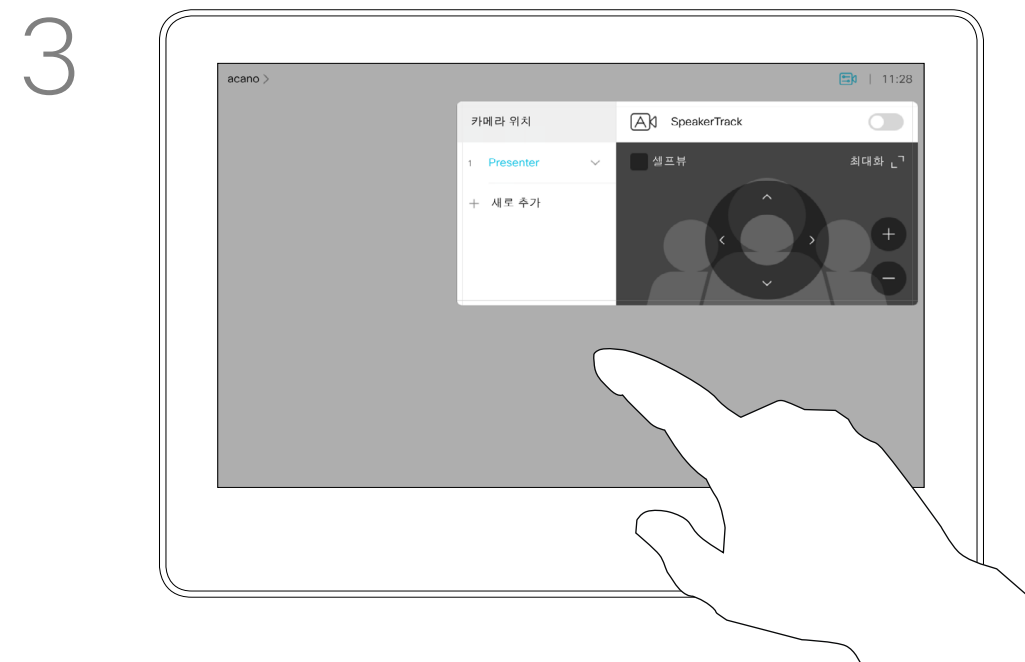 3
acano >
11:28
카메라 위치
SpeakerTrack
1 Presenter
셀프뷰
최대화
+ 새로 추가